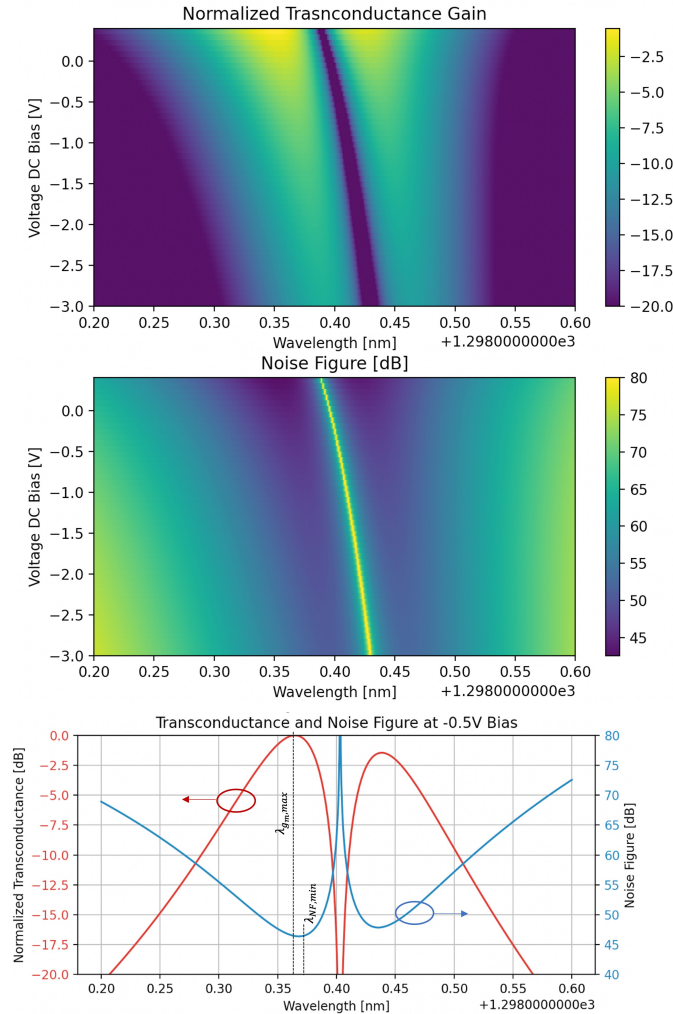 Normalized Trasnconductance Gain
Voltage DC Bias [V]
0.0
−0.5
−1.0
−1.5
−2.0
−2.5
−3.0
0.20 0.25 0.30 0.35 0.40 0.45 0.50 0.55 0.60
Wavelength [nm]
+1.2980000000e3
−2.5
−5.0
−7.5
−10.0
−12.5
−15.0
−17.5
−20.0
Noise Figure [dB]
Voltage DC Bias [V]
0.0
−0.5
−1.0
−1.5
−2.0
−2.5
−3.0
0.20 0.25 0.30 0.35 0.40 0.45 0.50 0.55 0.60
Wavelength [nm]
+1.2980000000e3
80
75
70
65
60
55
50
45
Transconductance and Noise Figure at -0.5V Bias
Normalized Transconductance [dB]
0.0
−2.5
−5.0
−7.5
−10.0
−12.5
−15.0
−17.5
−20.0
λgm,max
λNF,min
80
75
70
65
60
55
50
45
40
Noise Figure [dB]
0.20 0.25 0.30 0.35 0.40 0.45 0.50 0.55 0.60
Wavelength [nm]
+1.2980000000e3